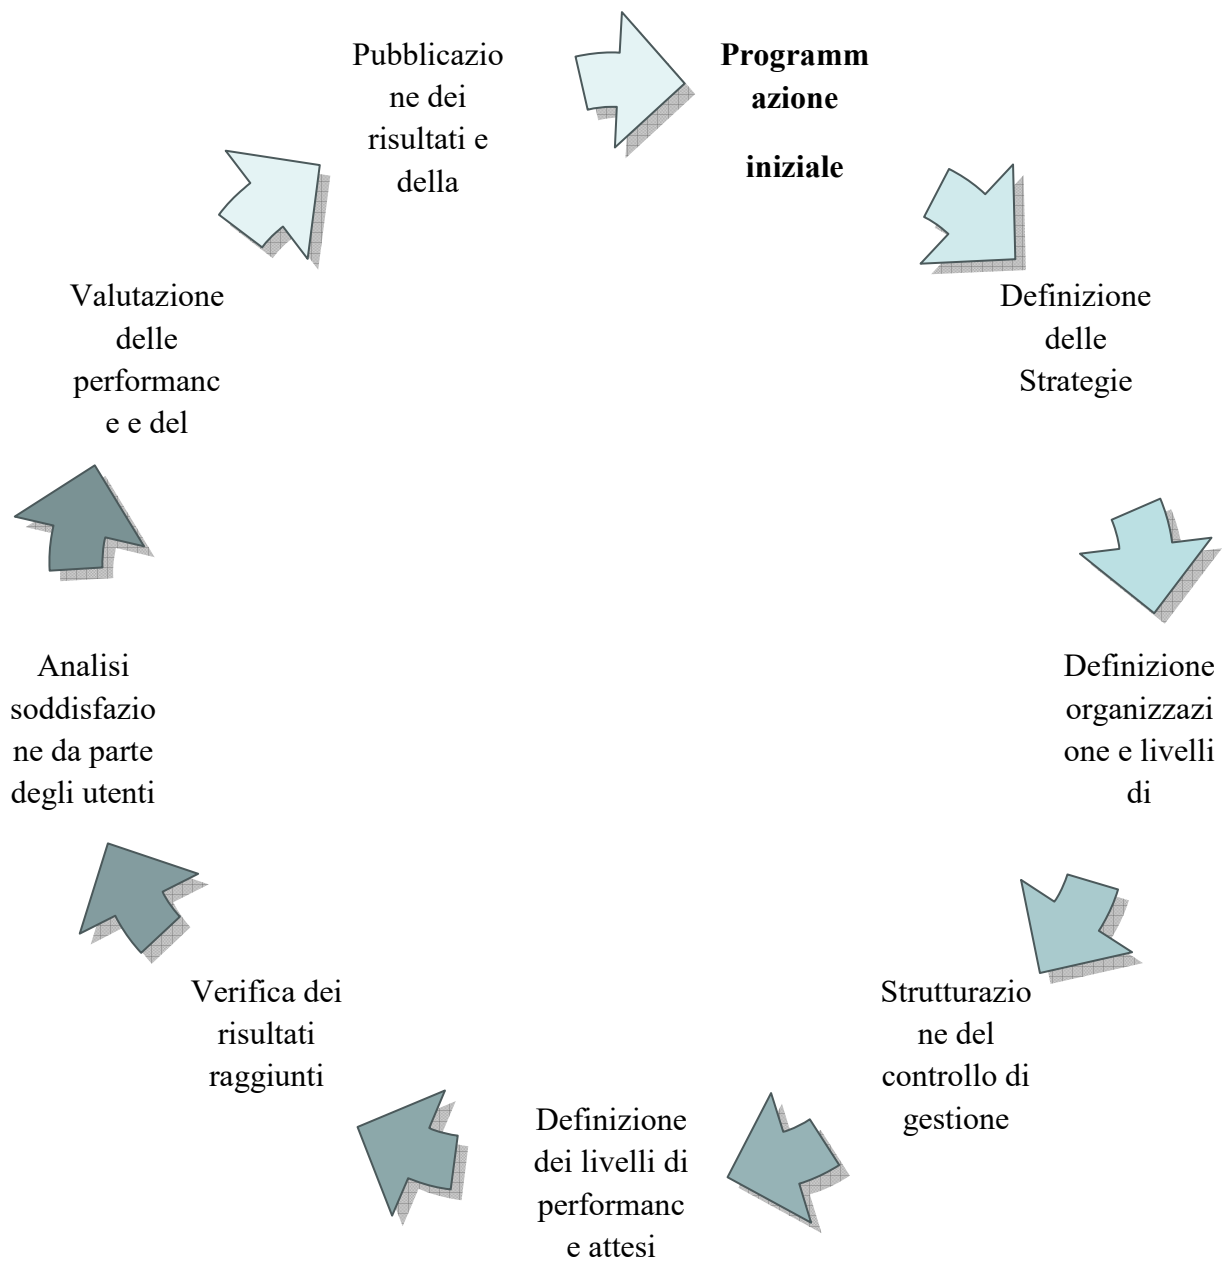 Pubblicazio
ne dei
risultati e
della
Programm
azione
iniziale
Definizione
delle
Strategie
Definizione
organizzazi
one e livelli
di
Strutturazio
ne del
controllo di
gestione
Definizione
dei livelli di
performanc
e attesi
Verifica dei
risultati
raggiunti
Analisi
soddisfazio
ne da parte
degli utenti
Valutazione
delle
performanc
e e del